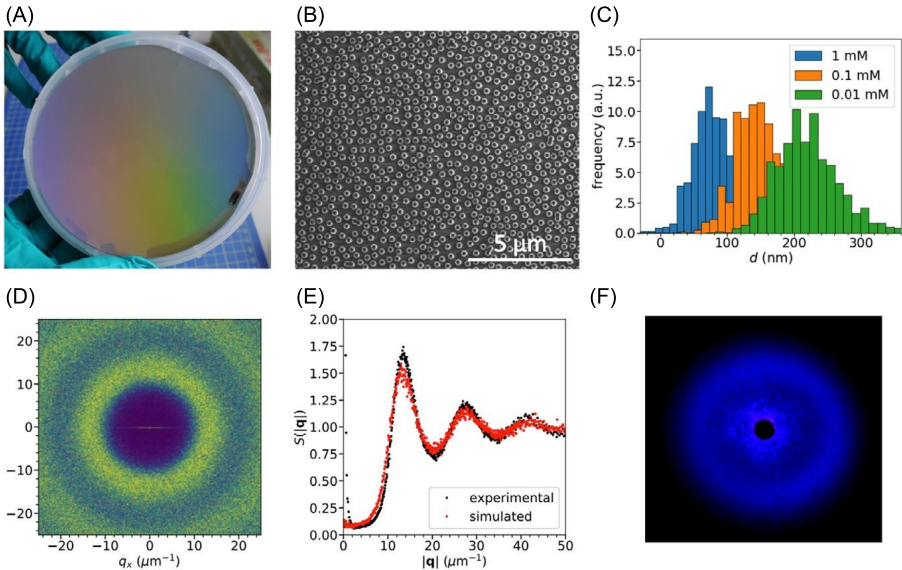 (A)
(B)
(C)
5 μm
15.0
12.5
10.0
7.5
5.0
2.5
0.0
frequency (a.u.)
1 mM
0.1 mM
0.01 mM
0 100 200 300
d (nm)
(D)
(E)
(F)
20
10
0
−10
−20
−20 −10 0 10 20
qₓ (μm⁻¹)
2.00
1.75
1.50
1.25
1.00
0.75
0.50
0.25
0.00
S(|q|)
experimental
simulated
0 10 20 30 40 50
|q| (μm⁻¹)